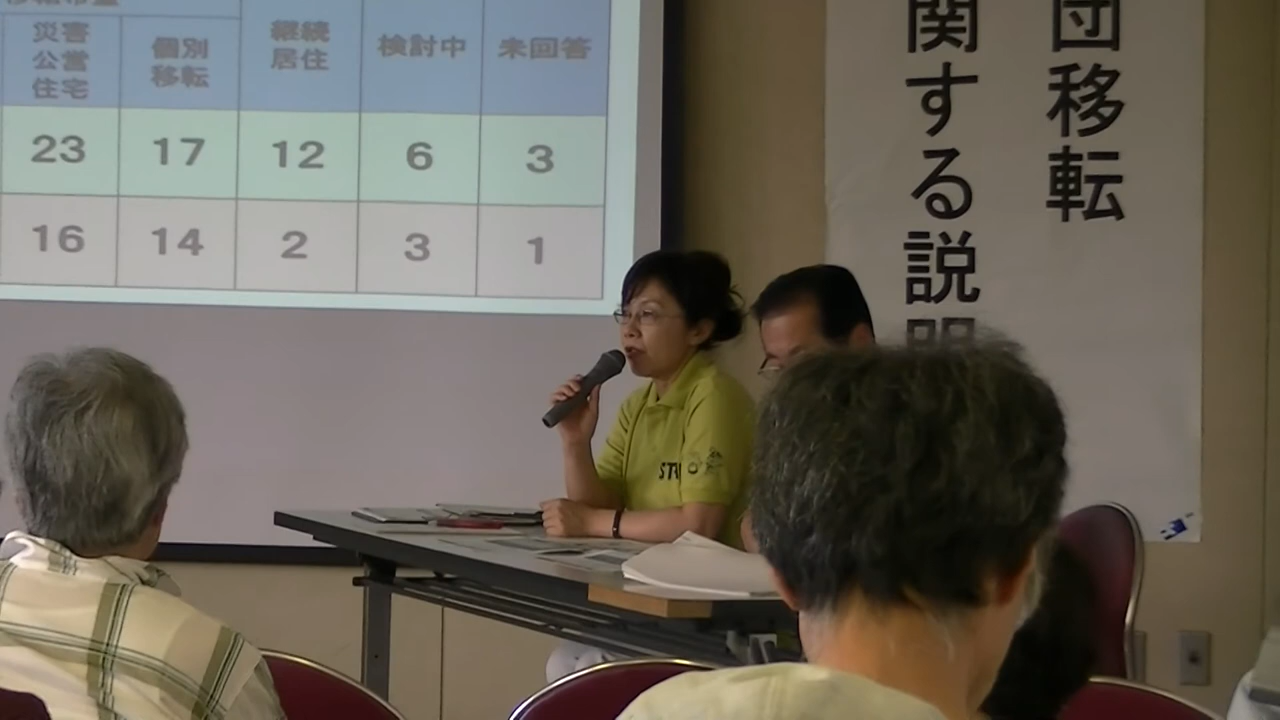 災害
公営
住宅
個別
移転
継続
居住
検討中
未回答
23 17 12 6 3
16 14 2 3 1
団移転
関する説明